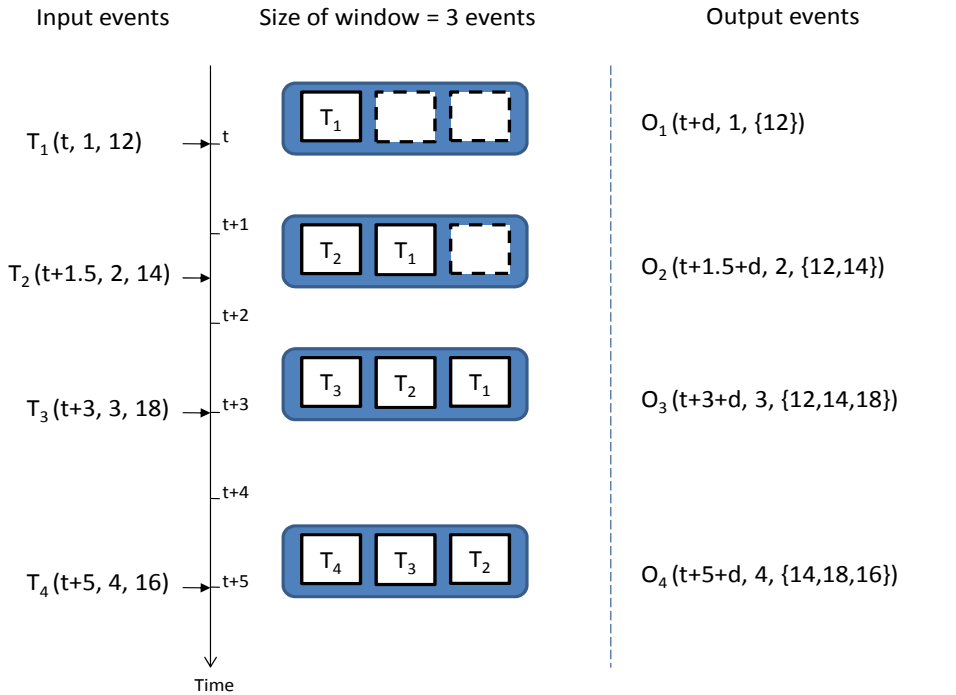 Input events
Size of window = 3 events
Output events
T₁ (t, 1, 12)
t
T₁
O₁ (t+d, 1, {12})
t+1
T₂ (t+1.5, 2, 14)
T₂ T₁
O₂ (t+1.5+d, 2, {12,14})
t+2
T₃ (t+3, 3, 18)
t+3
T₃ T₂ T₁
O₃ (t+3+d, 3, {12,14,18})
t+4
T₄ (t+5, 4, 16)
t+5
T₄ T₃ T₂
O₄ (t+5+d, 4, {14,18,16})
Time